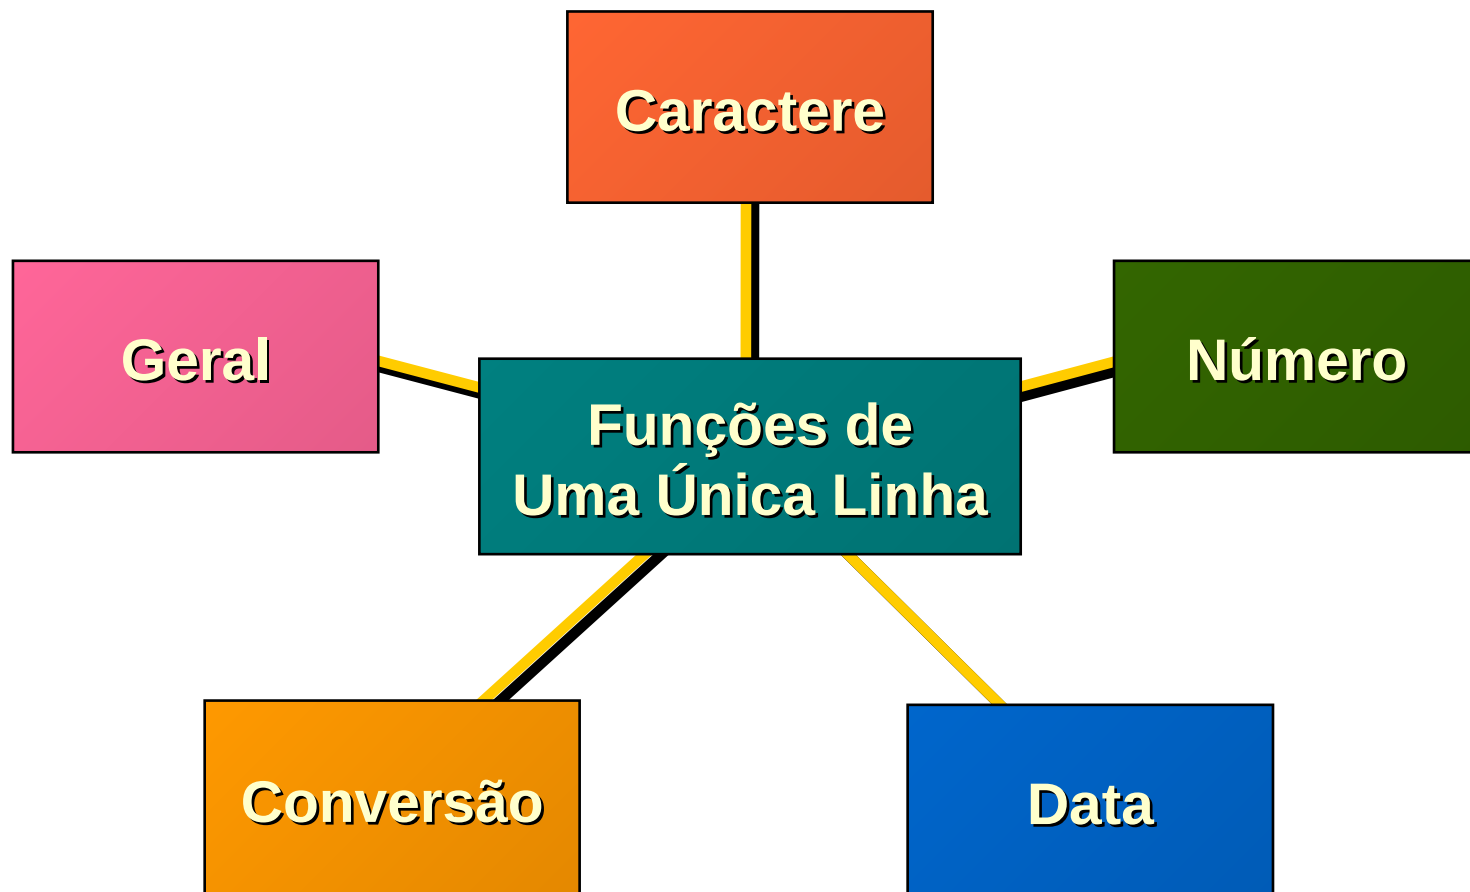 Caractere
Geral
Número
Funções de
Uma Única Linha
Conversão
Data